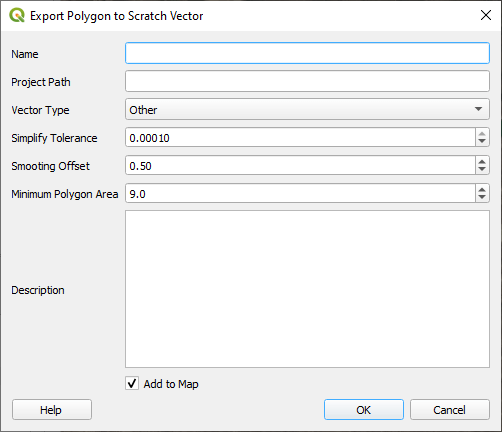 Export Polygon to Scratch Vector
Name
Project Path
Vector Type Other
Simplify Tolerance 0.00010
Smooting Offset 0.50
Minimum Polygon Area 9.0
Description
Add to Map
Help OK Cancel